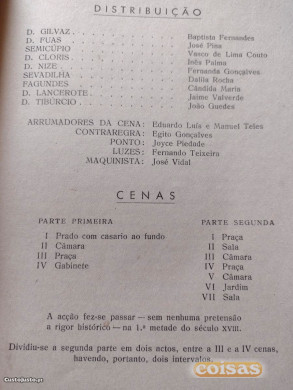 DISTRIBUIÇÃO
D. GILVAZ Baptista Fernandes
D. FUAS José Pina
SEMICÚPIO Vasco de Lima Couto
D. CLORIS Inês Palma
D. NIZE Fernanda Gonçalves
SEVADILHA Dalila Rocha
FAGUNDES Cândida Maria
D. LANCEROTE Jaime Valverde
D. TIBÚRCIO João Guedes
ARRUMADORES DA CENA: Eduardo Luís e Manuel Teles
CONTRAREGRA: Egito Gonçalves
PONTO: Joyce Piedade
LUZES: Fernando Teixeira
MAQUINISTA: José Vidal
CENAS
PARTE PRIMEIRA
I Prado com casario ao fundo
II Câmara
III Praça
IV Gabinete
PARTE SEGUNDA
I Praça
II Sala
III Câmara
IV Praça
V Câmara
VI Jardim
VII Sala
A acção fez-se passar — sem nenhuma pretensão
a rigor histórico — na 1.ª metade do século XVIII.
Dividiu-se a segunda parte em dois actos, entre a III e a IV cenas,
havendo, portanto, dois intervalos.
coisas